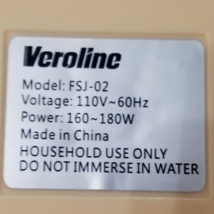 Veroline
Model: FSJ-02
Voltage: 110V~60Hz
Power: 160~180W
Made in China
HOUSEHOLD USE ONLY
DO NOT IMMERSE IN WATER